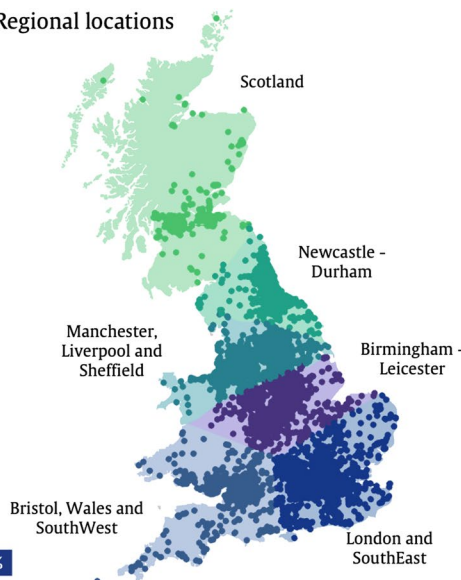 Regional locations
Scotland
Newcastle -
Durham
Manchester,
Liverpool and
Sheffield
Birmingham -
Leicester
Bristol, Wales and
SouthWest
London and
SouthEast